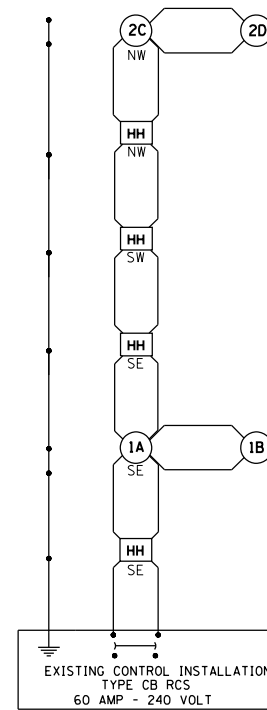 2C 2D
NW
HH
NW
HH
SW
HH
SE
1A 1B
SE
HH
SE
EXISTING CONTROL INSTALLATION
TYPE CB RCS
60 AMP - 240 VOLT